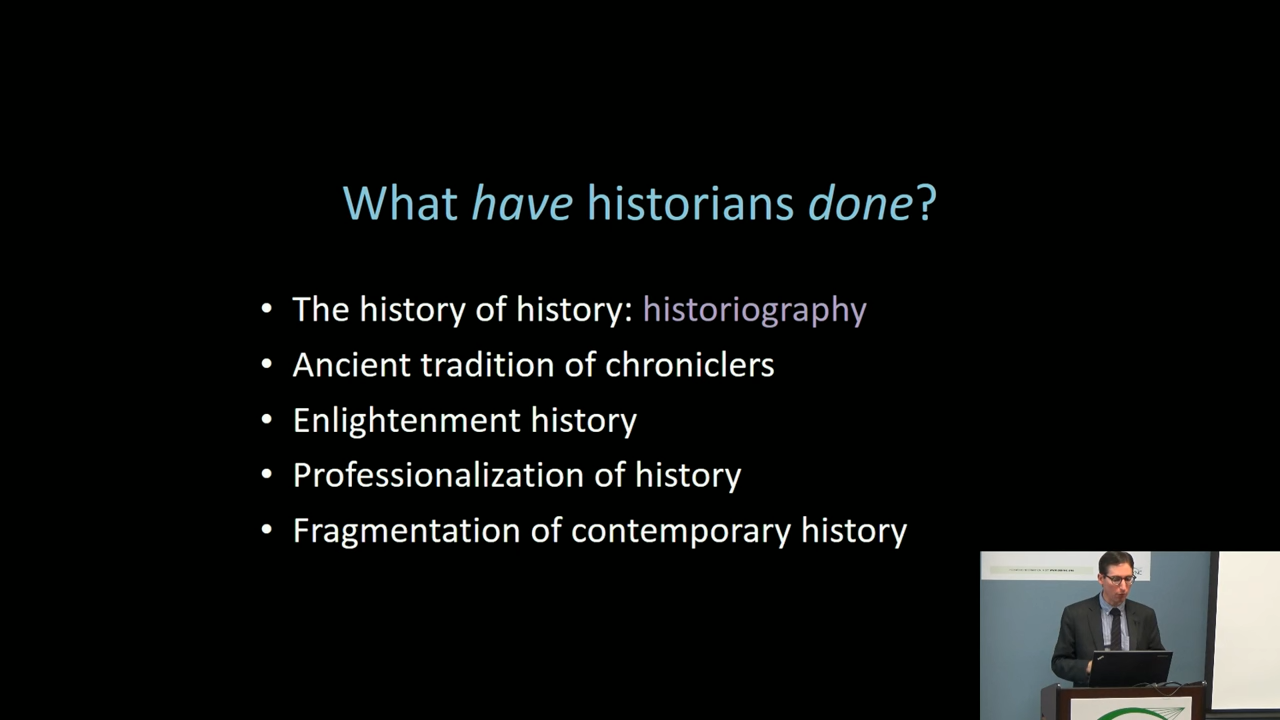 What have historians done?
• The history of history: historiography
• Ancient tradition of chroniclers
• Enlightenment history
• Professionalization of history
• Fragmentation of contemporary history